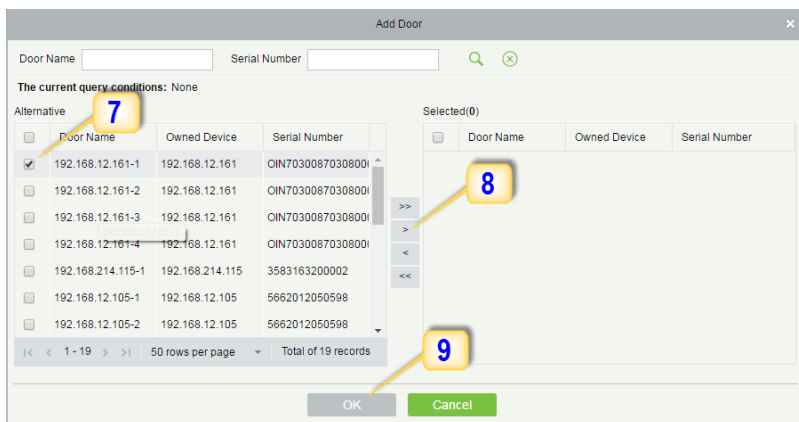 Add Door ×
Door Name Serial Number
The current query conditions: None
Alternative Selected(0)
7
Door Name Owned Device Serial Number Door Name Owned Device Serial Number
192.168.12.161-1 192.168.12.161 OIN7030087030800
192.168.12.161-2 192.168.12.161 OIN7030087030800
8
192.168.12.161-3 192.168.12.161 OIN7030087030800
>>
>
192.168.12.161-4 192.168.12.161 OIN7030087030800
<
192.168.214.115-1 192.168.214.115 3583163200002
<<
192.168.12.105-1 192.168.12.105 5662012050598
192.168.12.105-2 192.168.12.105 5662012050598
|< < 1 - 19 > >| 50 rows per page Total of 19 records
9
OK Cancel